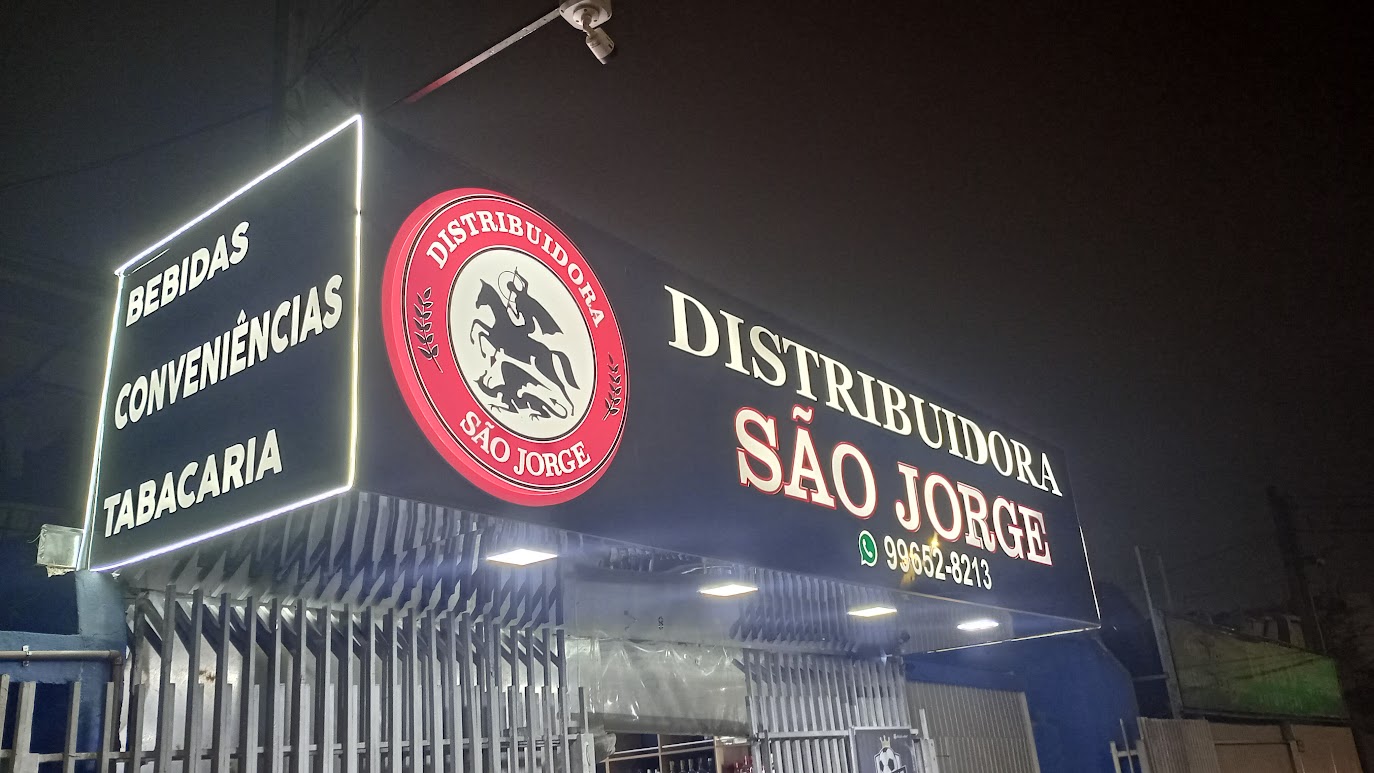 BEBIDAS
CONVENIÊNCIAS
TABACARIA
DISTRIBUIDORA
SÃO JORGE
DISTRIBUIDORA
SÃO JORGE
99652-8213